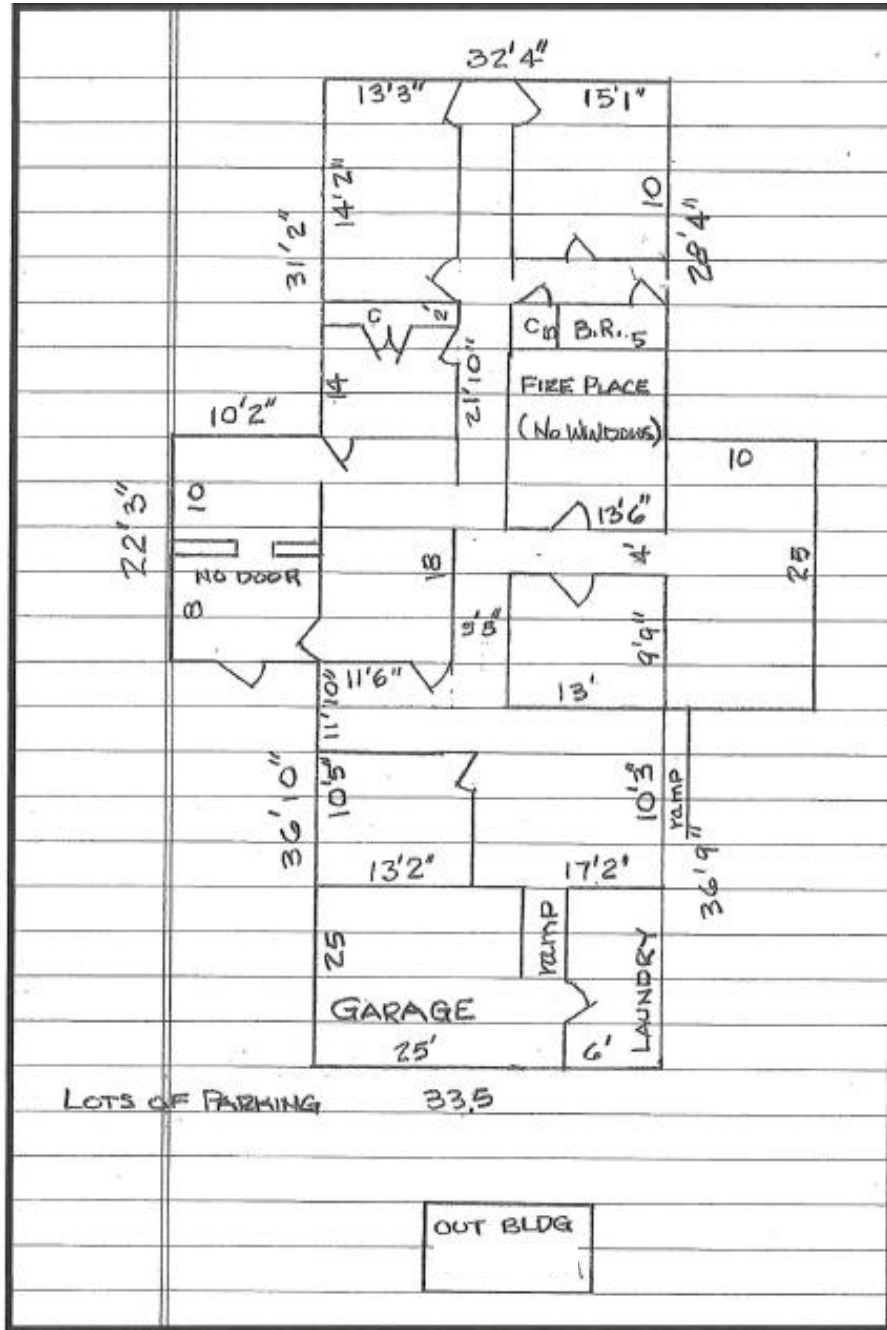 32'4"
13'3"
15'1"
14'2"
10
31'2"
28'4"
C
2'
C
5
B.R.
5
21'10"
14
FIRE PLACE
10'2"
(NO WINDOWS)
10
10
22'3"
13'6"
18
4'
25
NO DOOR
8
9'9"
11'6"
13'
11'10"
36'10"
10'5"
10'3"
ramp
13'2"
17'2"
36'9"
25
ramp
LAUNDRY
GARAGE
25'
6'
LOTS OF PARKING
33.5
OUT BLDG